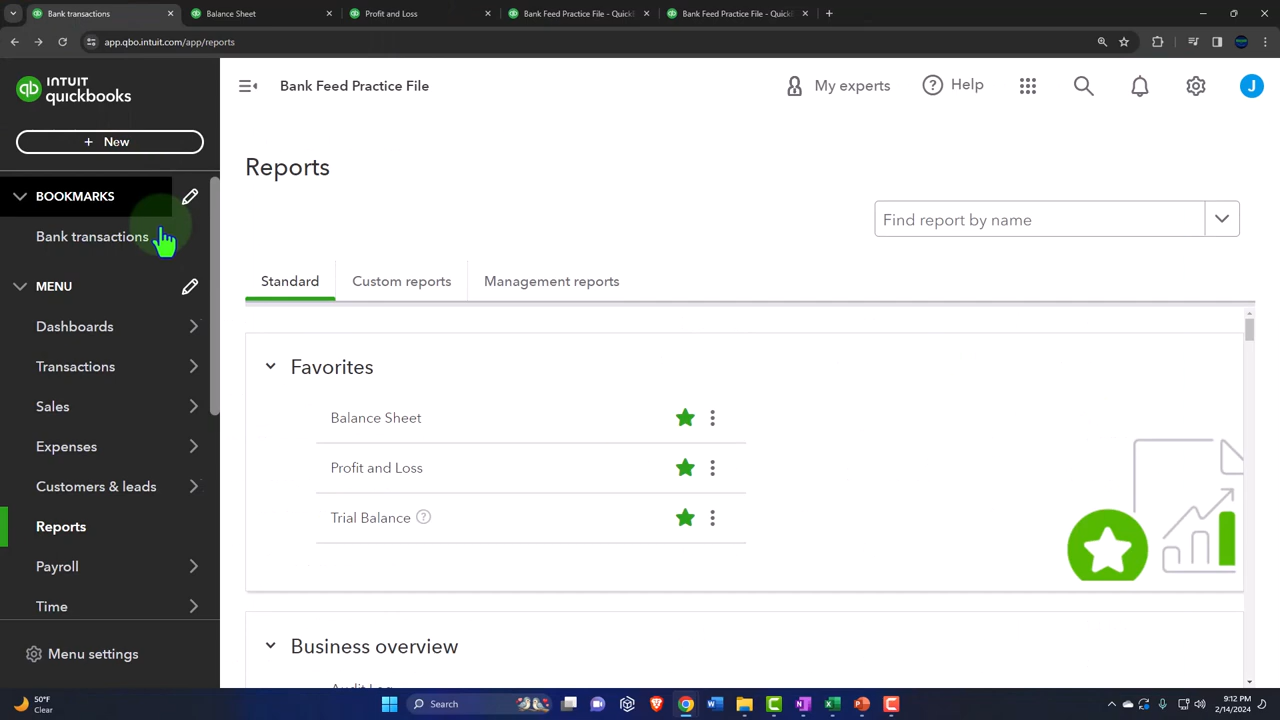 Bank transactions
Balance Sheet
Profit and Loss
Bank Feed Practice File - Quick
Bank Feed Practice File - Quick
app.qbo.intuit.com/app/reports
INTUIT
quickbooks
qb
Bank Feed Practice File
My experts
Help
J
+ New
Reports
BOOKMARKS
Bank transactions
Find report by name
MENU
Standard
Custom reports
Management reports
Dashboards
Transactions
Favorites
Sales
Balance Sheet
Expenses
Profit and Loss
Customers & leads
Trial Balance ?
Reports
Payroll
Time
Business overview
Menu settings
Audit Log
50°F
Clear
Search
9:12 PM
2/14/2024